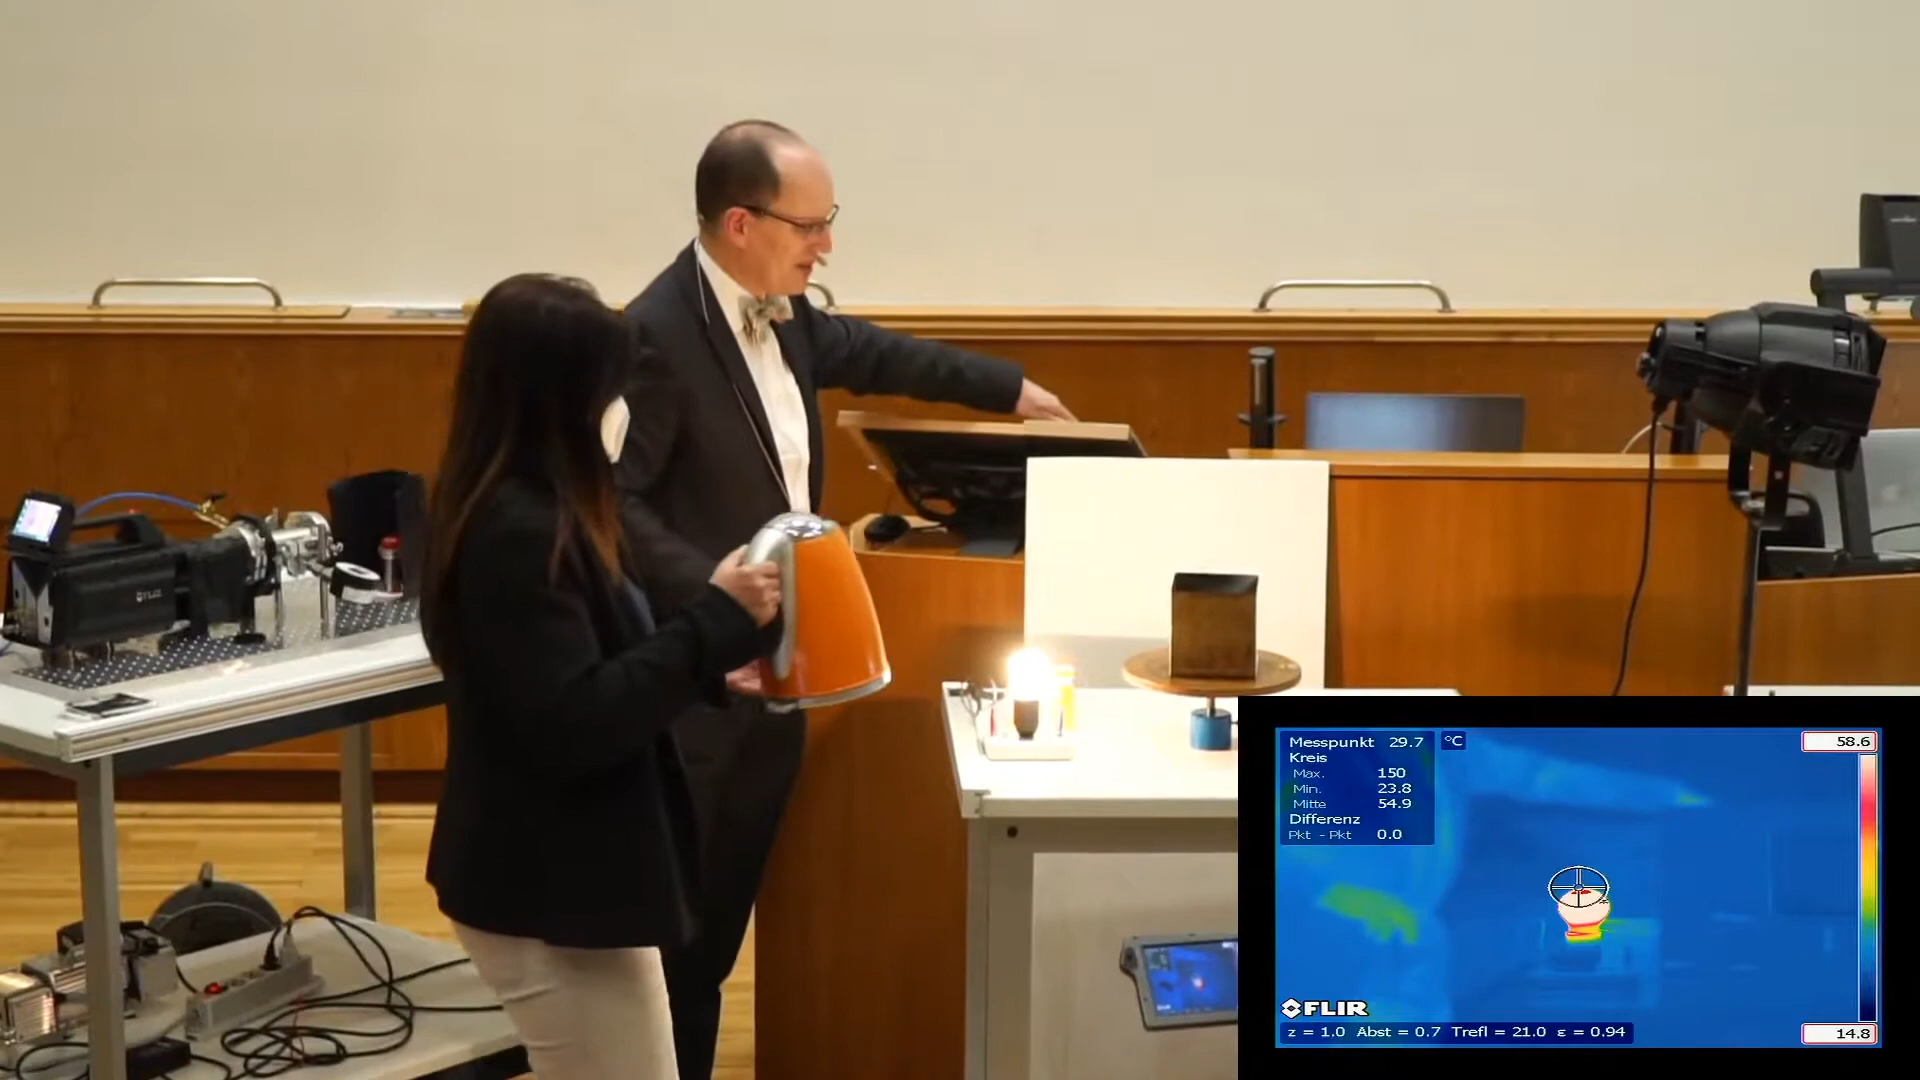 FLIR
Messpunkt 29.7 °C
Kreis
Max. 150
Min. 23.8
Mitte 54.9
Differenz
Pkt - Pkt 0.0
58.6
FLIR
z = 1.0 Abst = 0.7 Trefl = 21.0 ε = 0.94
14.8